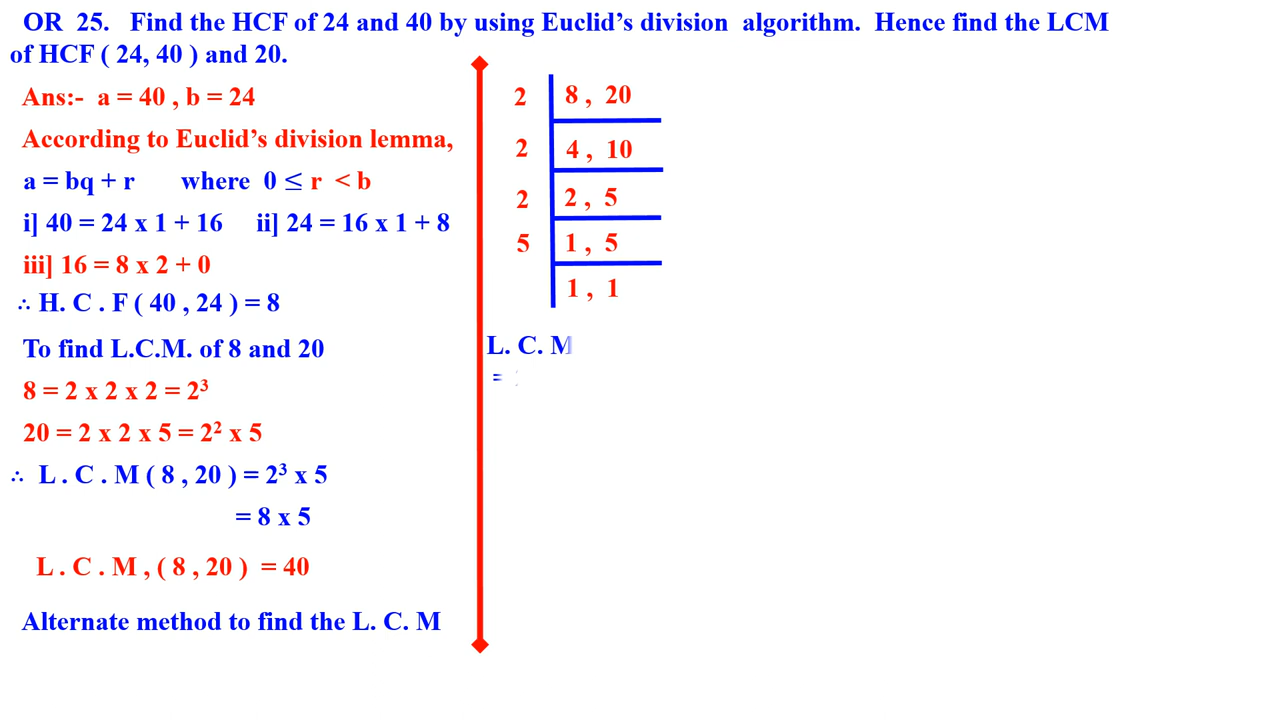 OR 25. Find the HCF of 24 and 40 by using Euclid’s division algorithm. Hence find the LCM
of HCF ( 24, 40 ) and 20.
Ans:- a = 40 , b = 24
According to Euclid’s division lemma,
a = bq + r where 0 ≤ r < b
i] 40 = 24 x 1 + 16 ii] 24 = 16 x 1 + 8
iii] 16 = 8 x 2 + 0
∴ H. C . F ( 40 , 24 ) = 8
To find L.C.M. of 8 and 20
8 = 2 x 2 x 2 = 2³
20 = 2 x 2 x 5 = 2² x 5
∴ L . C . M ( 8 , 20 ) = 2³ x 5
= 8 x 5
L . C . M , ( 8 , 20 ) = 40
Alternate method to find the L. C. M
2 8 , 20
2 4 , 10
2 2 , 5
5 1 , 5
1 , 1
L. C. M
=